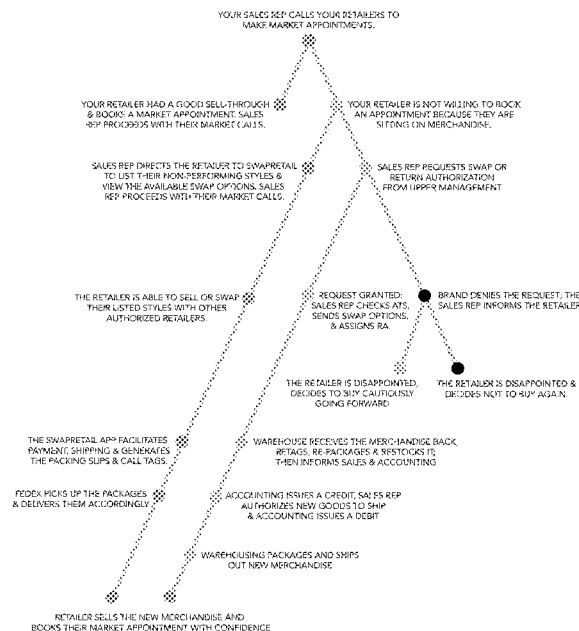 YOUR SALES REP CALLS YOUR RETAILERS TO
MAKE MARKET APPOINTMENTS.
YOUR RETAILER HAD A GOOD SELL-THROUGH
& BOOKS A MARKET APPOINTMENT. SALES
REP PROCEEDS WITH THEIR MARKET CALLS.
YOUR RETAILER IS NOT WILLING TO BOOK
AN APPOINTMENT BECAUSE THEY ARE
SITTING ON MERCHANDISE.
SALES REP DIRECTS THE RETAILER TO SWAPRETAIL
TO LIST THEIR NON-PERFORMING STYLES &
VIEW THE AVAILABLE SWAP OPTIONS. SALES
REP PROCEEDS WITH THEIR MARKET CALLS.
SALES REP REQUESTS SWAP OR
RETURN AUTHORIZATION
FROM UPPER MANAGEMENT
THE RETAILER IS ABLE TO SELL OR SWAP
THEIR LISTED STYLES WITH OTHER
AUTHORIZED RETAILERS.
REQUEST GRANTED;
SALES REP CHECKS ATS,
SENDS SWAP OPTIONS,
& ASSIGNS RA.
BRAND DENIES THE REQUEST; THE
SALES REP INFORMS THE RETAILER
THE RETAILER IS DISAPPOINTED,
DECIDES TO BUY CAUTIOUSLY
GOING FORWARD
THE RETAILER IS DISAPPOINTED &
DECIDES NOT TO BUY AGAIN.
THE SWAPRETAIL APP FACILITATES
PAYMENT, SHIPPING & GENERATES
THE PACKING SLIPS & CALL TAGS.
WAREHOUSE RECEIVES THE MERCHANDISE BACK,
RETAGS, RE-PACKAGES & RESTOCKS IT;
THEN INFORMS SALES & ACCOUNTING
FEDEX PICKS UP THE PACKAGES
& DELIVERS THEM ACCORDINGLY
ACCOUNTING ISSUES A CREDIT, SALES REP
AUTHORIZES NEW GOODS TO SHIP
& ACCOUNTING ISSUES A DEBIT
WAREHOUSING PACKAGES AND SHIPS
OUT NEW MERCHANDISE
RETAILER SELLS THE NEW MERCHANDISE AND
BOOKS THEIR MARKET APPOINTMENT WITH CONFIDENCE